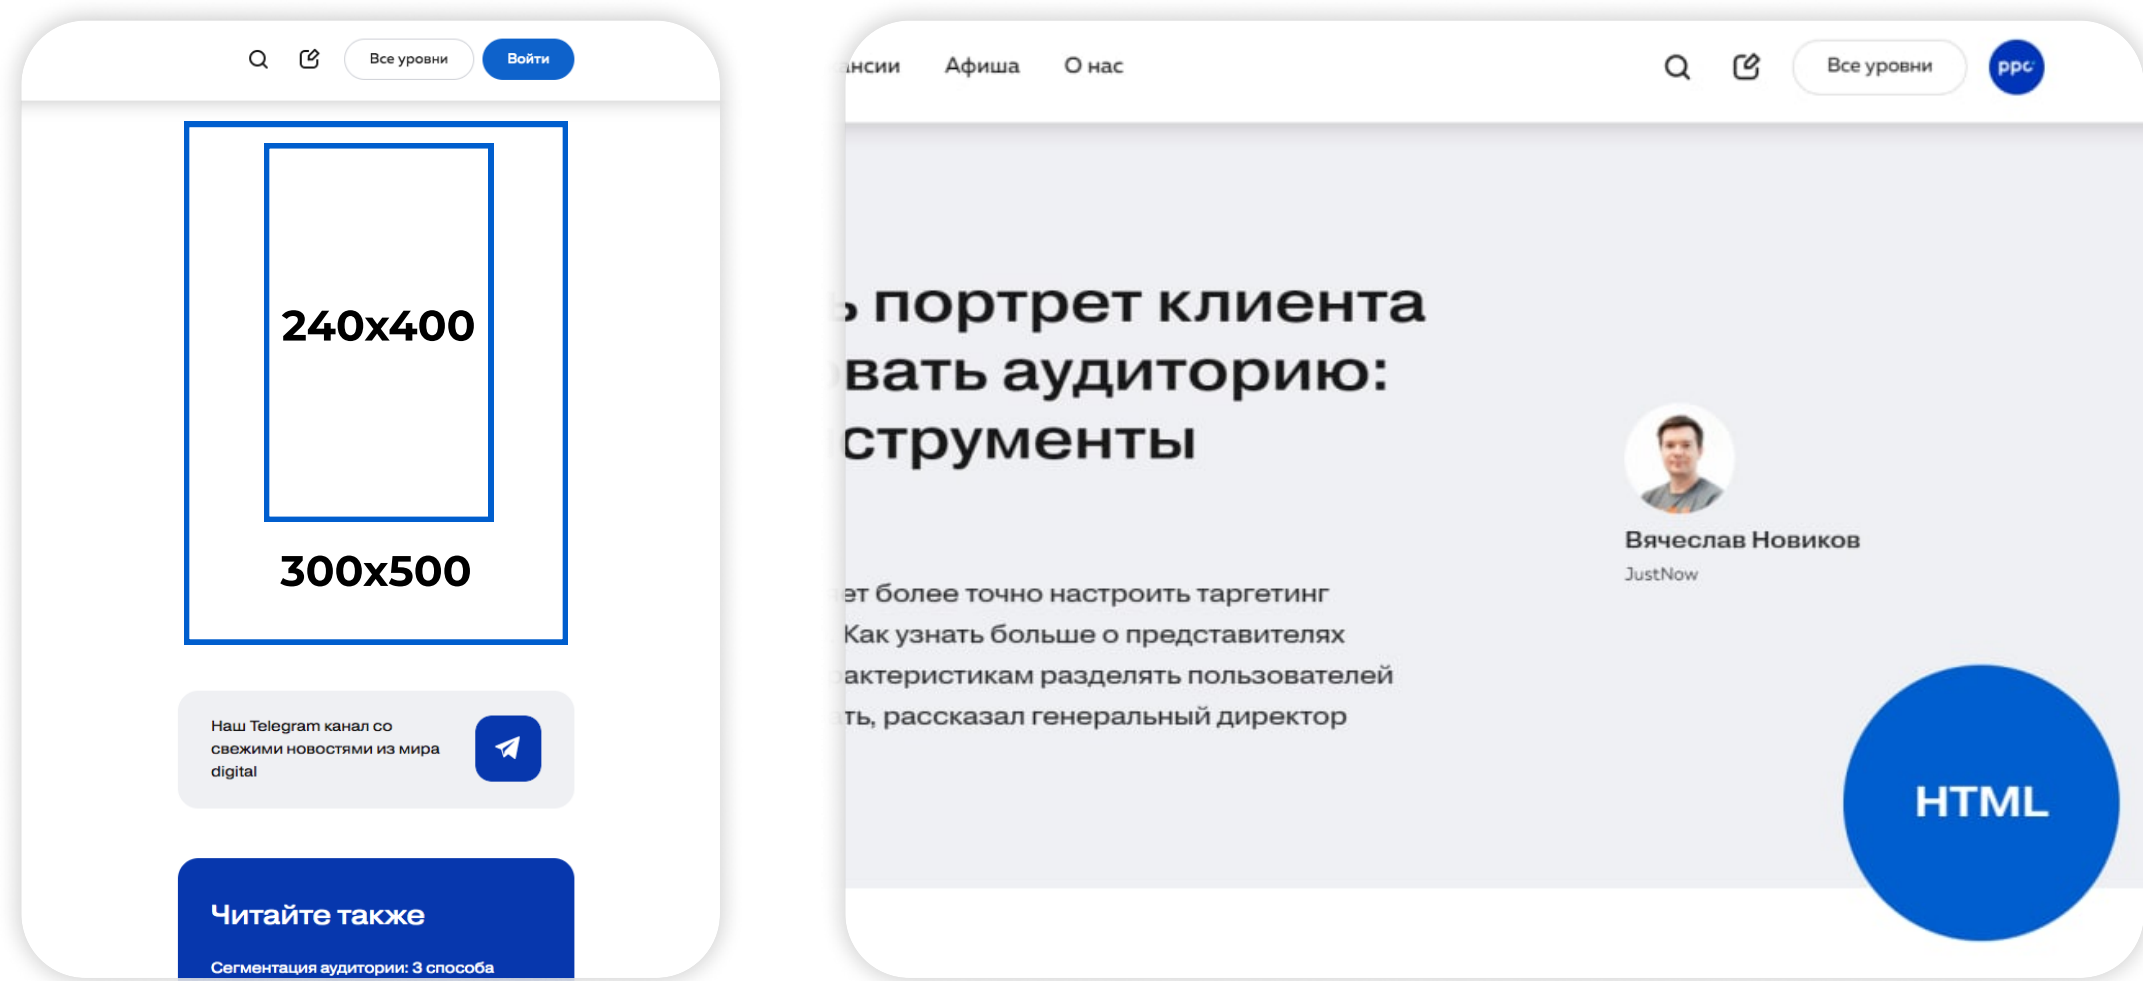 Все уровни
Войти
240x400
300x500
Наш Telegram канал со
свежими новостями из мира
digital
Читайте также
Сегментация аудитории: 3 способа
Афиша
О нас
Все уровни
ppc
портрет клиента
вать аудиторию:
струменты
Вячеслав Новиков
JustNow
ет более точно настроить таргетинг
Как узнать больше о представителях
актеристикам разделять пользователей
ть, рассказал генеральный директор
HTML